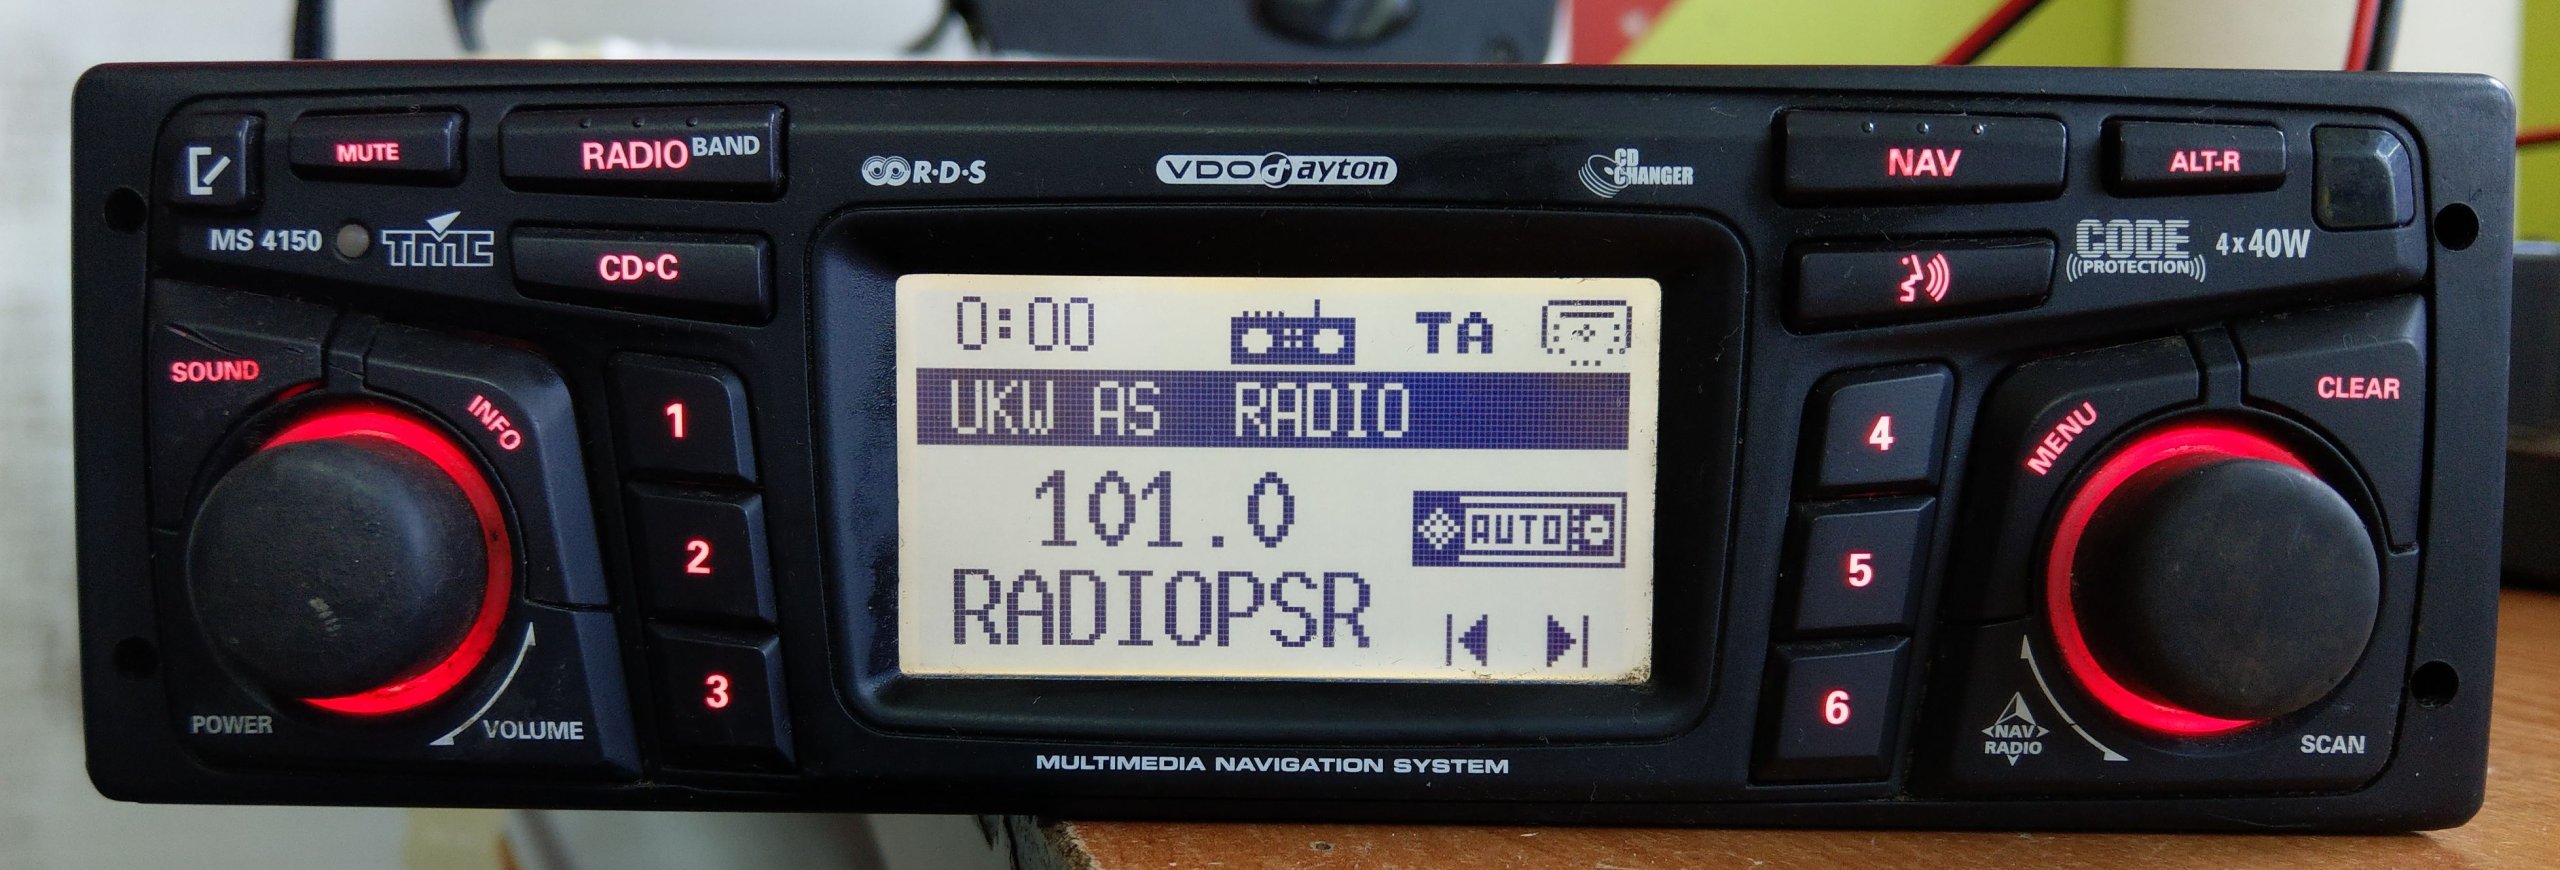 MUTE
RADIO BAND
R·D·S
VDO dayton
CD CHANGER
NAV
ALT-R
MS 4150
TMC
CD·C
CODE
PROTECTION
4 x 40W
SOUND
INFO
POWER
VOLUME
1
2
3
0:00
TA
UKW AS RADIO
101.0
AUTO
RADIOPSR
4
5
6
MENU
CLEAR
NAV
RADIO
SCAN
MULTIMEDIA NAVIGATION SYSTEM